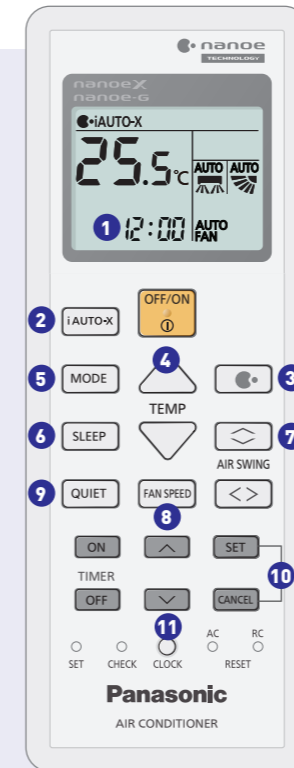 nanoe
TECHNOLOGY
nanoeX
nanoe-G
iAUTO-X
25.5°C
AUTO AUTO
1 12:00 AUTO
FAN
2 iAUTO-X OFF/ON
4
5 MODE 3
TEMP
6 SLEEP 7
AIR SWING
9 QUIET FAN SPEED < >
8
ON SET
TIMER 10
OFF CANCEL
11
SET CHECK CLOCK AC RC
RESET
Panasonic
AIR CONDITIONER